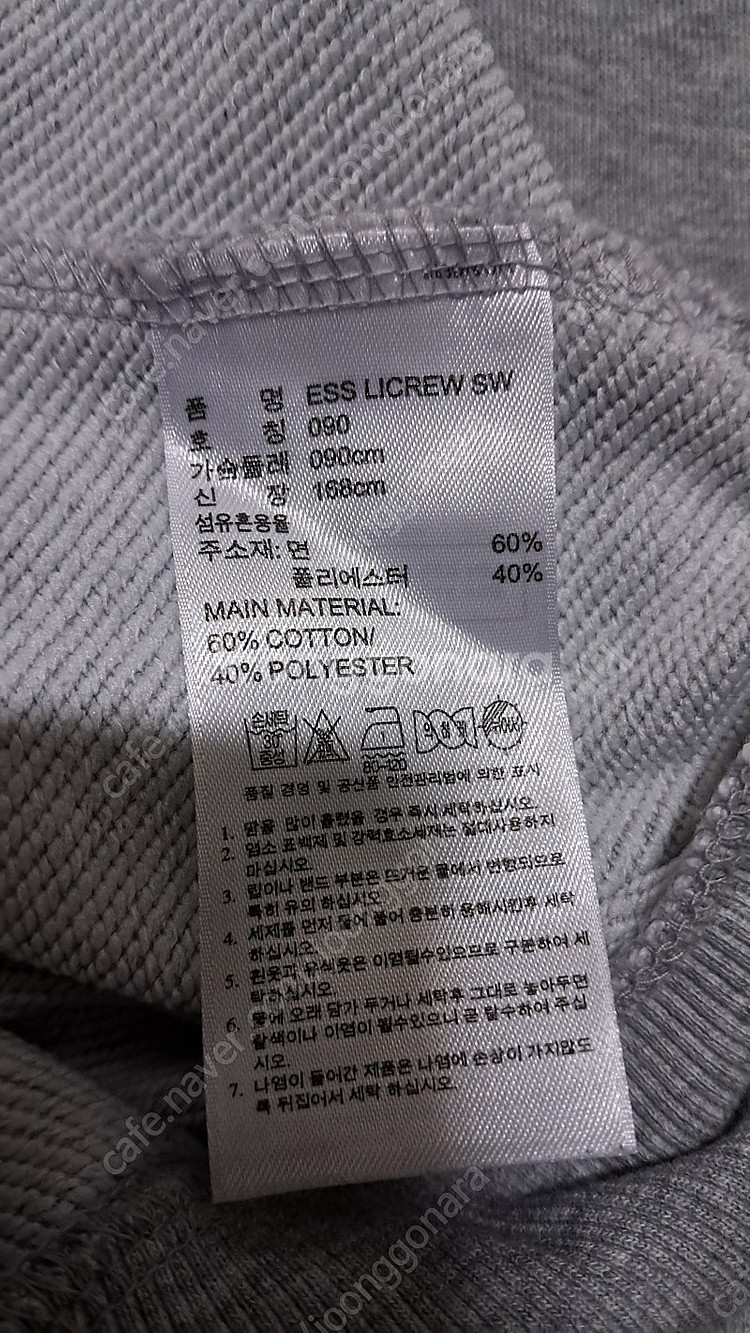 품 명 ESS LICREW SW
호 칭 090
가슴둘레 090cm
신 장 168cm
섬유혼용율
주소재: 면 60%
폴리에스터 40%
MAIN MATERIAL:
60% COTTON/
40% POLYESTER
손세탁
80~120
품질 경영 및 공산품 안전관리법에 의한 표시
1. 땀을 많이 흘렸을 경우 즉시 세탁하십시오.
2. 염소 표백제 및 강력효소세제는 절대사용하지
마십시오.
3. 립이나 밴드 부분은 뜨거운 물에서 변형되므로
특히 유의 하십시오.
4. 세제를 먼저 물에 풀어 충분히 용해시킨후 세탁
하십시오.
5. 흰옷과 유색옷은 이염될수있으므로 구분하여 세
탁하십시오.
6. 물에 오래 담가 두거나 세탁후 그대로 놓아두면
탈색이나 이염이 될수있으니 곧 탈수하여 주십
시오.
7. 나염이 들어간 제품은 나염에 손상이 가지않도
록 뒤집어서 세탁 하십시오.
cafe.naver.com/joonggonara